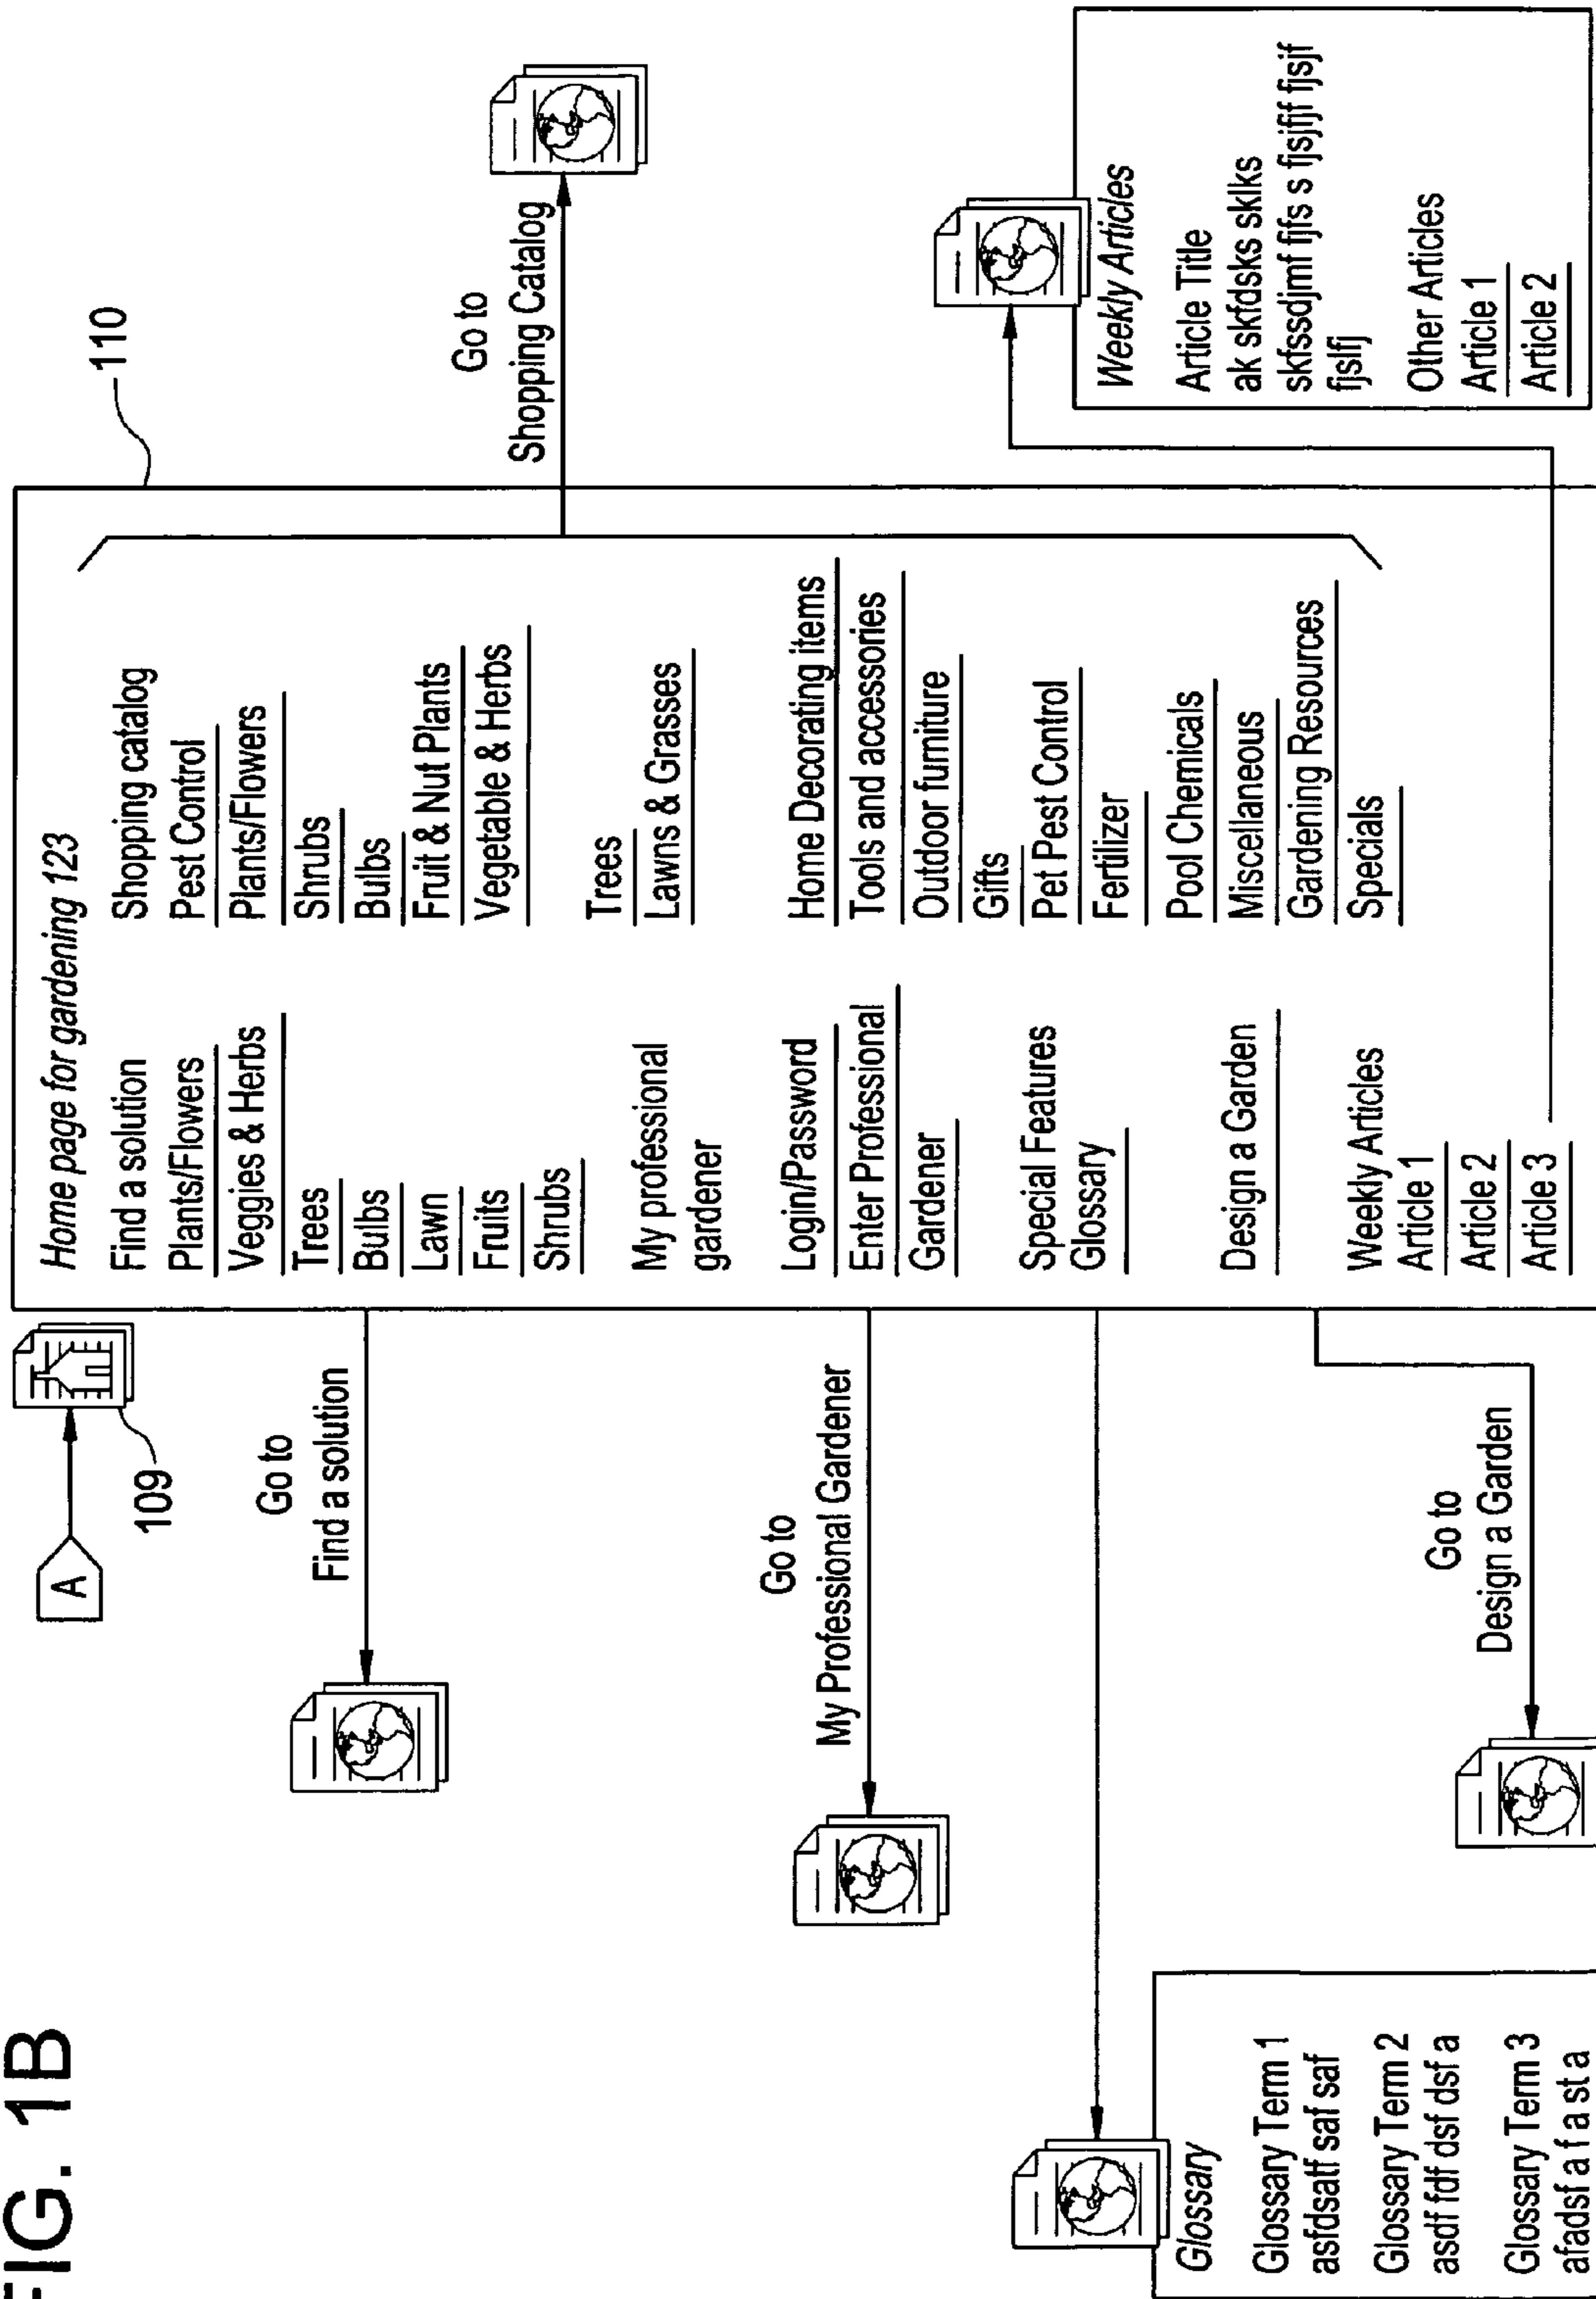 FIG. 1B
A
109
110
Home page for gardening 123
Find a solution
Plants/Flowers
Veggies & Herbs
Trees
Bulbs
Lawn
Fruits
Shrubs
My professional
gardener
Login/Password
Enter Professional
Gardener
Special Features
Glossary
Design a Garden
Weekly Articles
Article 1
Article 2
Article 3
Shopping catalog
Pest Control
Plants/Flowers
Shrubs
Bulbs
Fruit & Nut Plants
Vegetable & Herbs
Trees
Lawns & Grasses
Home Decorating items
Tools and accessories
Outdoor furniture
Gifts
Pet Pest Control
Fertilizer
Pool Chemicals
Miscellaneous
Gardening Resources
Specials
Go to
Find a solution
Go to
My Professional Gardener
Go to
Design a Garden
Go to
Shopping Catalog
Glossary
Glossary Term 1
asfdsatf saf saf
Glossary Term 2
asdf fdf dsf dsf a
Glossary Term 3
afadsf a f a st a
Weekly Articles
Article Title
ak skfdsks sklks
skfssdjmf fjfs s fjsjfjf fjsjf
fjslfj
Other Articles
Article 1
Article 2